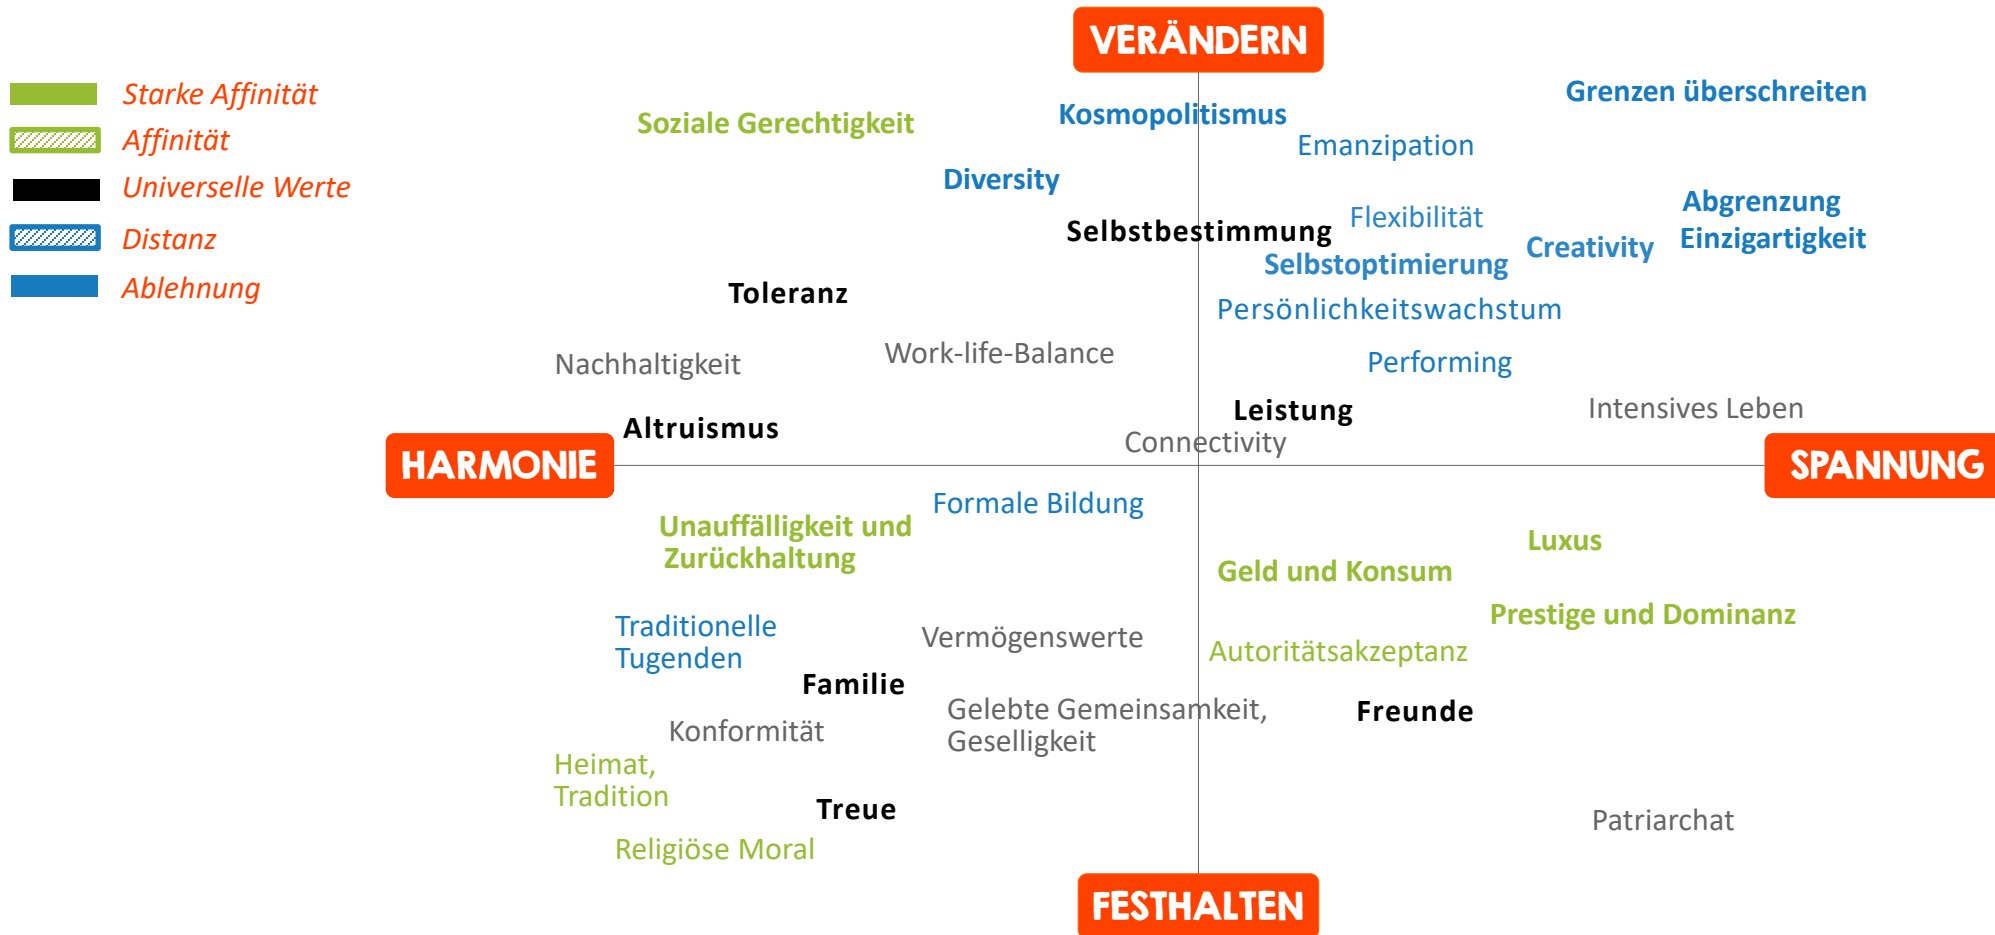 VERÄNDERN
Starke Affinität
Affinität
Universelle Werte
Distanz
Ablehnung
Grenzen überschreiten
Kosmopolitismus
Soziale Gerechtigkeit
Emanzipation
Diversity
Abgrenzung
Einzigartigkeit
Flexibilität
Selbstbestimmung
Creativity
Selbstoptimierung
Toleranz
Persönlichkeitswachstum
Work-life-Balance
Nachhaltigkeit
Performing
Intensives Leben
Leistung
Altruismus
Connectivity
HARMONIE
SPANNUNG
Formale Bildung
Unauffälligkeit und
Zurückhaltung
Luxus
Geld und Konsum
Prestige und Dominanz
Traditionelle
Tugenden
Vermögenswerte
Autoritätsakzeptanz
Familie
Gelebte Gemeinsamkeit,
Geselligkeit
Freunde
Konformität
Heimat,
Tradition
Treue
Patriarchat
Religiöse Moral
FESTHALTEN